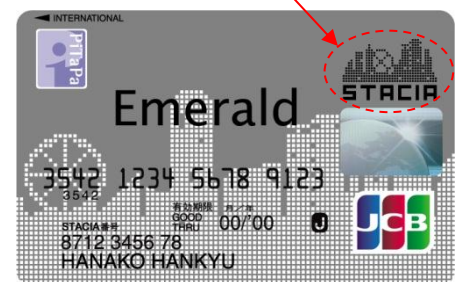 INTERNATIONAL
PiTaPa
STACIA
Emerald
3542 1234 5678 9123
3542
有効期限 月/年
GOOD THRU 00/'00
J
STACIA番号
8712 3456 78
HANAKO HANKYU
JCB